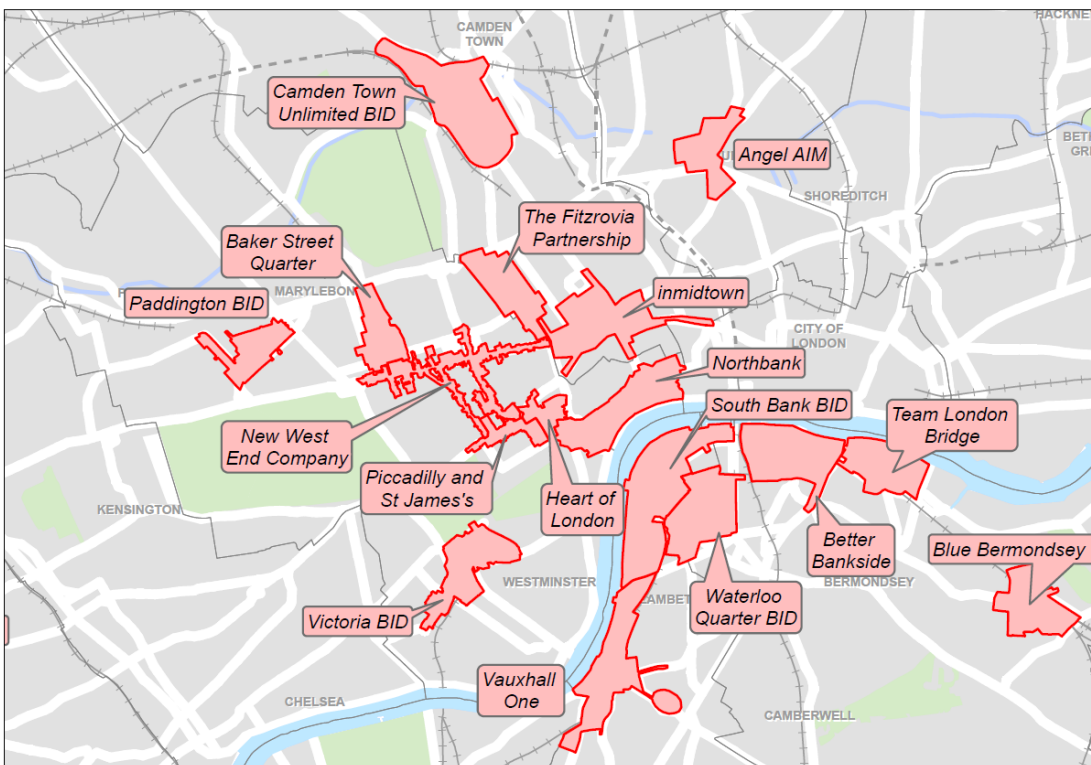 CAMDEN
TOWN
HACKNEY
Camden Town
Unlimited BID
Angel AIM
SHOREDITCH
The Fitzrovia
Partnership
Baker Street
Quarter
Paddington BID
MARYLEBON
inmidtown
CITY OF
LONDON
Northbank
South Bank BID
Team London
Bridge
New West
End Company
Piccadilly and
St James's
Heart of
London
KENSINGTON
Better
Bankside
Blue Bermondsey
WESTMINSTER
LAMBET
BERMONDSEY
Victoria BID
Waterloo
Quarter BID
Vauxhall
One
CHELSEA
CAMBERWELL